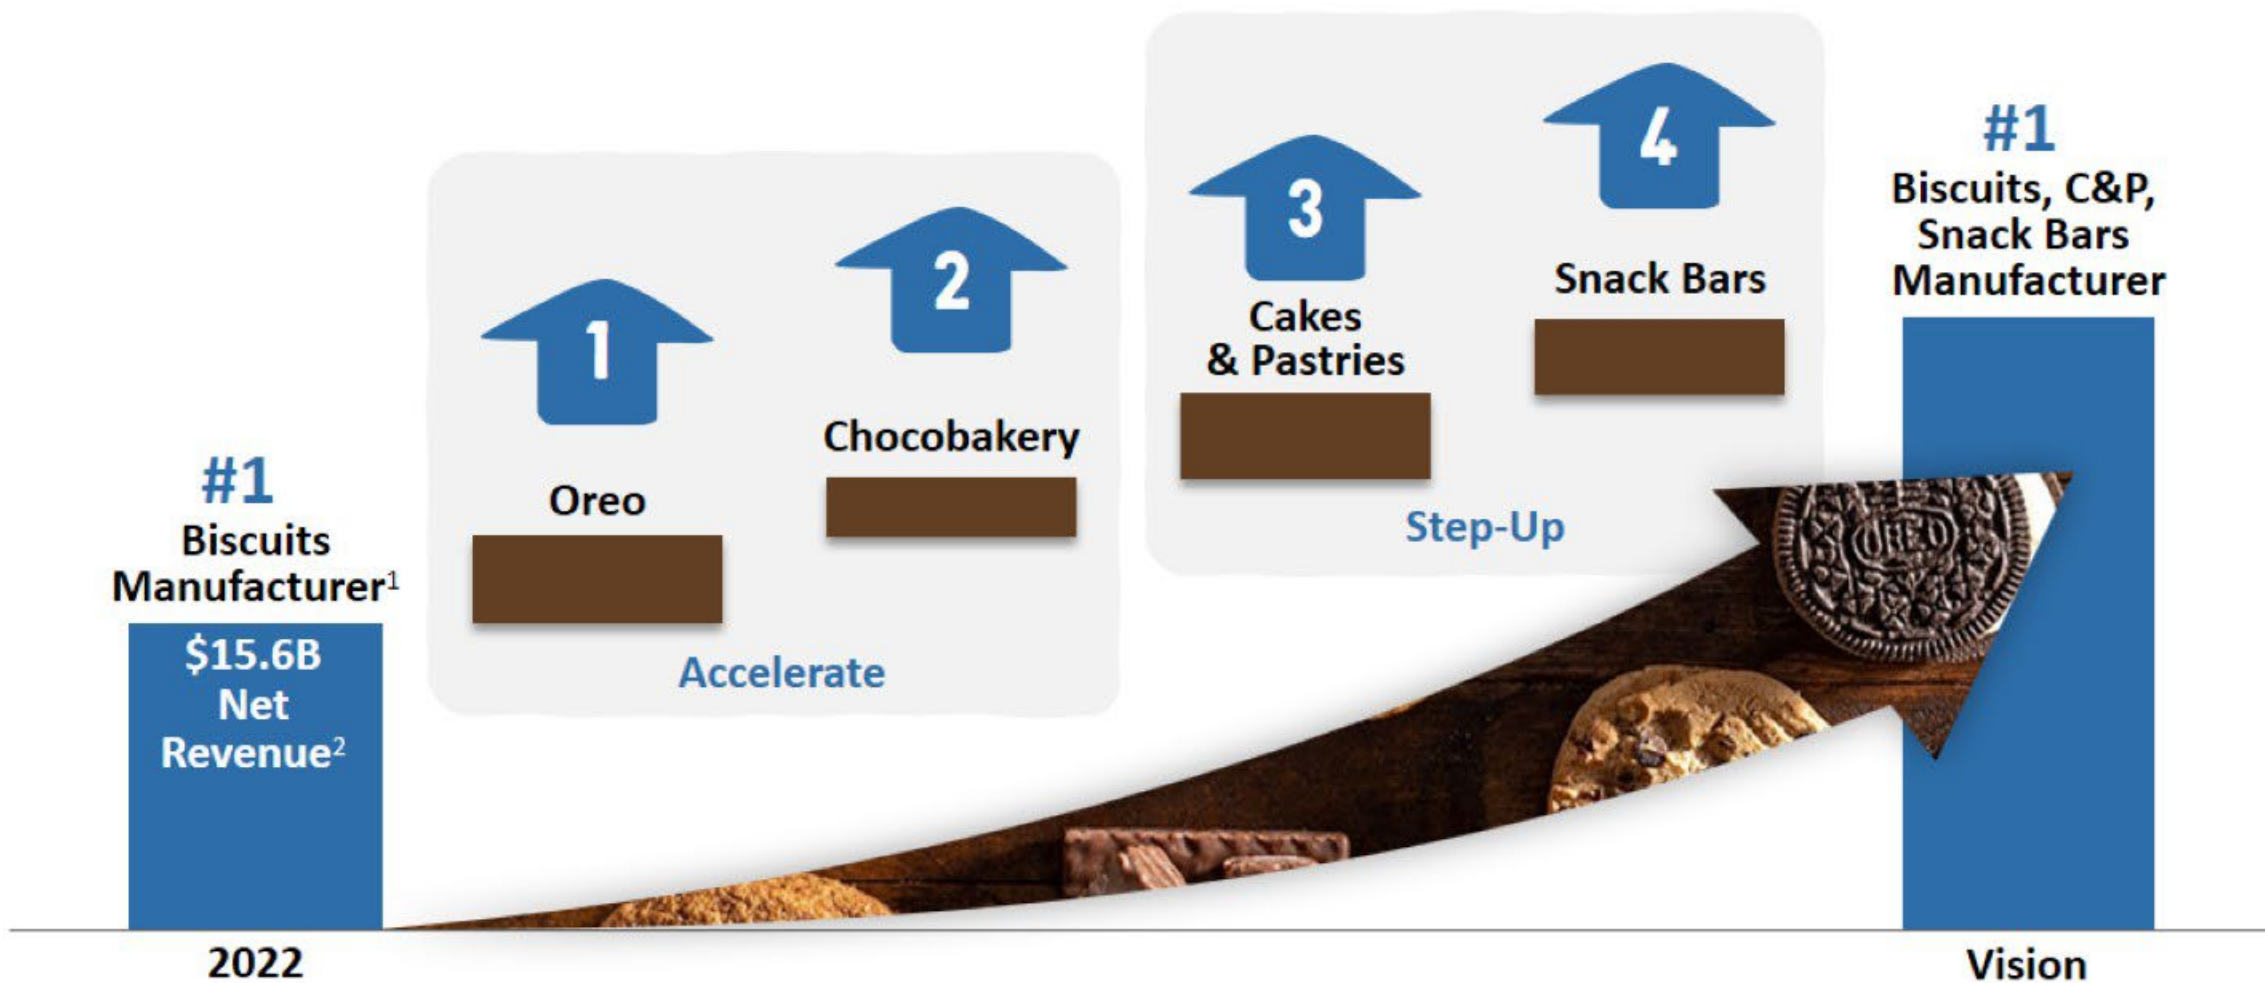 #1
Biscuits
Manufacturer1
$15.6B
Net
Revenue2
2022
1
Oreo
2
Chocobakery
Accelerate
3
Cakes
& Pastries
4
Snack Bars
Step-Up
#1
Biscuits, C&P,
Snack Bars
Manufacturer
OREO
Vision